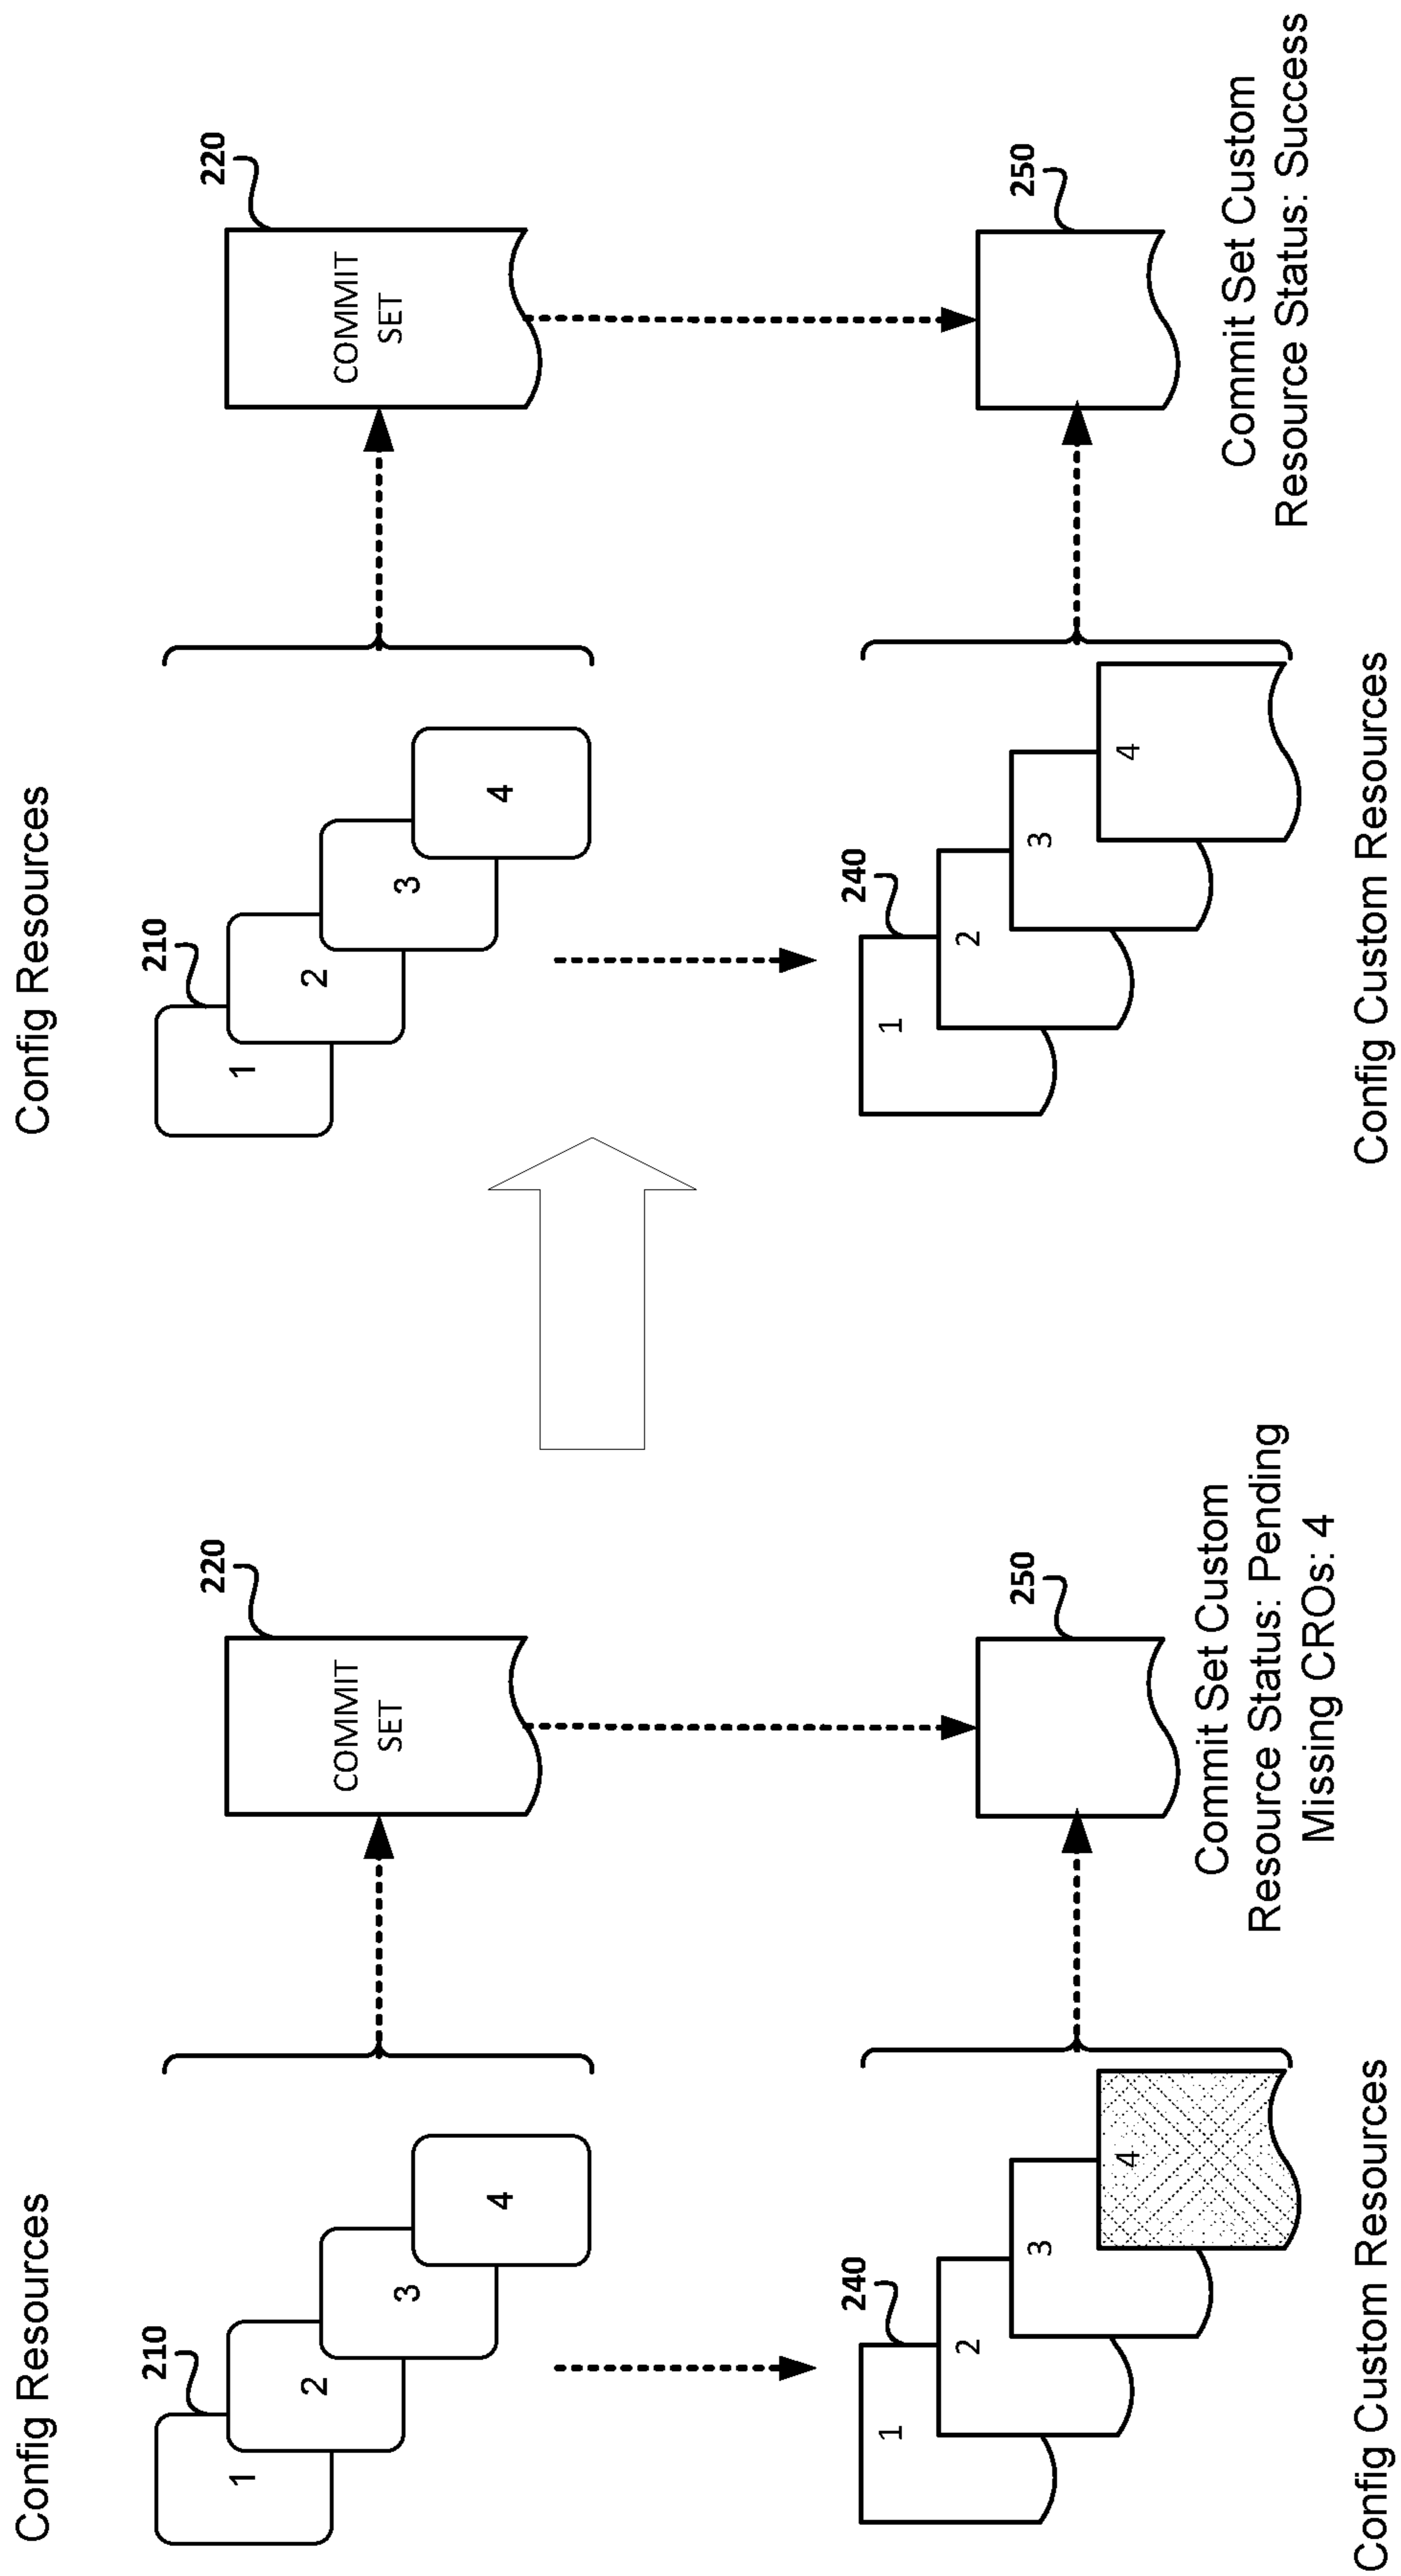 Config Resources
210
1
2
3
4
220
COMMIT
SET
240
1
2
3
4
Config Custom Resources
250
Commit Set Custom
Resource Status: Pending
Missing CROs: 4
Config Resources
210
1
2
3
4
220
COMMIT
SET
240
1
2
3
4
Config Custom Resources
250
Commit Set Custom
Resource Status: Success